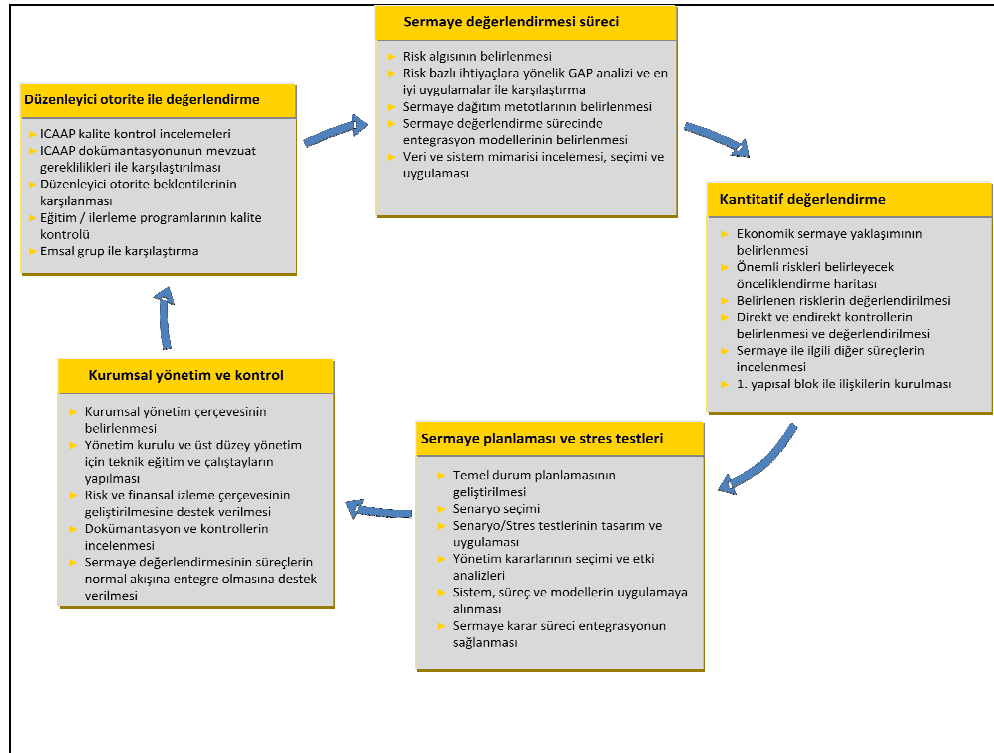 Sermaye değerlendirmesi süreci
► Risk algısının belirlenmesi
► Risk bazlı ihtiyaçlara yönelik GAP analizi ve en
iyi uygulamalar ile karşılaştırma
► Sermaye dağıtım metotlarının belirlenmesi
► Sermaye değerlendirme sürecinde
entegrasyon modellerinin belirlenmesi
► Veri ve sistem mimarisi incelemesi, seçimi ve
uygulaması
Kantitatif değerlendirme
► Ekonomik sermaye yaklaşımının
belirlenmesi
► Önemli riskleri belirleyecek
önceliklendirme haritası
► Belirlenen risklerin değerlendirilmesi
► Direkt ve endirekt kontrollerin
belirlenmesi ve değerlendirilmesi
► Sermaye ile ilgili diğer süreçlerin
incelenmesi
► 1. yapısal blok ile ilişkilerin kurulması
Sermaye planlaması ve stres testleri
► Temel durum planlamasının
geliştirilmesi
► Senaryo seçimi
► Senaryo/Stres testlerinin tasarım ve
uygulaması
► Yönetim kararlarının seçimi ve etki
analizleri
► Sistem, süreç ve modellerin uygulamaya
alınması
► Sermaye karar süreci entegrasyonun
sağlanması
Kurumsal yönetim ve kontrol
► Kurumsal yönetim çerçevesinin
belirlenmesi
► Yönetim kurulu ve üst düzey yönetim
için teknik eğitim ve çalıştayların
yapılması
► Risk ve finansal izleme çerçevesinin
geliştirilmesine destek verilmesi
► Dokümantasyon ve kontrollerin
incelenmesi
► Sermaye değerlendirmesinin süreçlerin
normal akışına entegre olmasına destek
verilmesi
Düzenleyici otorite ile değerlendirme
► ICAAP kalite kontrol incelemeleri
► ICAAP dokümantasyonunun mevzuat
gereklilikleri ile karşılaştırılması
► Düzenleyici otorite beklentilerinin
karşılanması
► Eğitim / ilerleme programlarının kalite
kontrolü
► Emsal grup ile karşılaştırma